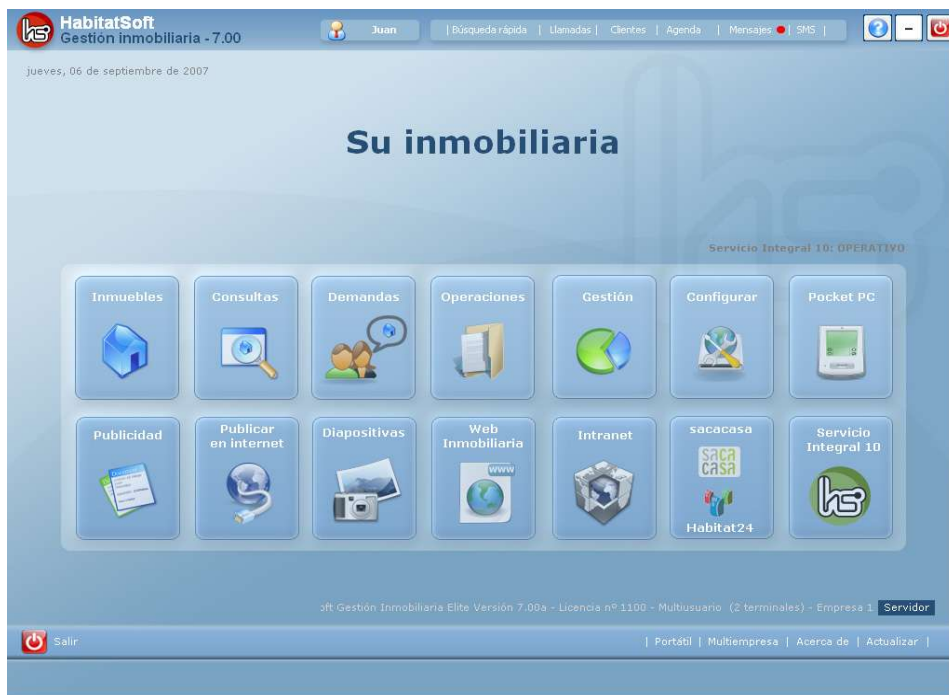 HabitatSoft
Gestión inmobiliaria - 7.00
Juan
| Búsqueda rápida | Llamadas | Clientes | Agenda | Mensajes | SMS |
jueves, 06 de septiembre de 2007
Su inmobiliaria
Servicio Integral 10: OPERATIVO
Inmuebles
Consultas
Demandas
Operaciones
Gestión
Configurar
Pocket PC
Publicidad
Publicar
en internet
Diapositivas
Web
Inmobiliaria
www
Intranet
sacacasa
saca
casa
Habitat24
Servicio
Integral 10
hs
oft Gestión Inmobiliaria Elite Versión 7.00a - Licencia nº 1100 - Multiusuario (2 terminales) - Empresa 1 Servidor
Salir
| Portátil | Multiempresa | Acerca de | Actualizar |